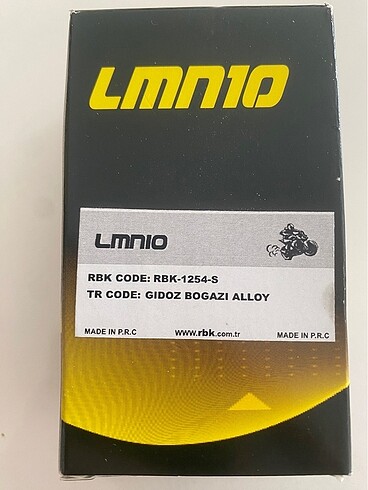 LMN10
LMN10
RBK CODE: RBK-1254-S
TR CODE: GIDOZ BOGAZI ALLOY
MADE IN P.R.C www.rbk.com.tr MADE IN P.R.C